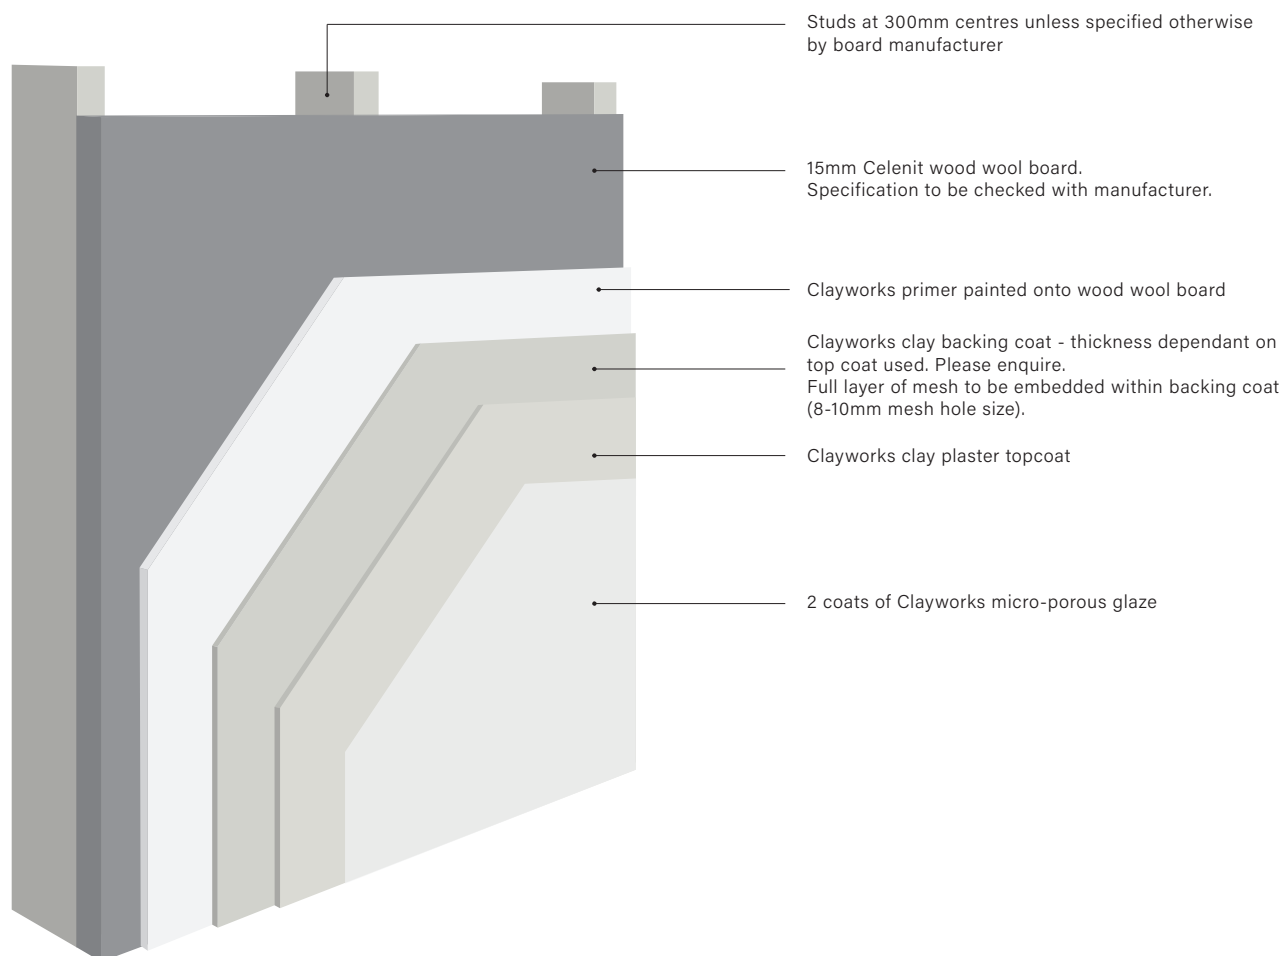 Studs at 300mm centres unless specified otherwise
by board manufacturer
15mm Celenit wood wool board.
Specification to be checked with manufacturer.
Clayworks primer painted onto wood wool board
Clayworks clay backing coat - thickness dependant on
top coat used. Please enquire.
Full layer of mesh to be embedded within backing coat
(8-10mm mesh hole size).
Clayworks clay plaster topcoat
2 coats of Clayworks micro-porous glaze